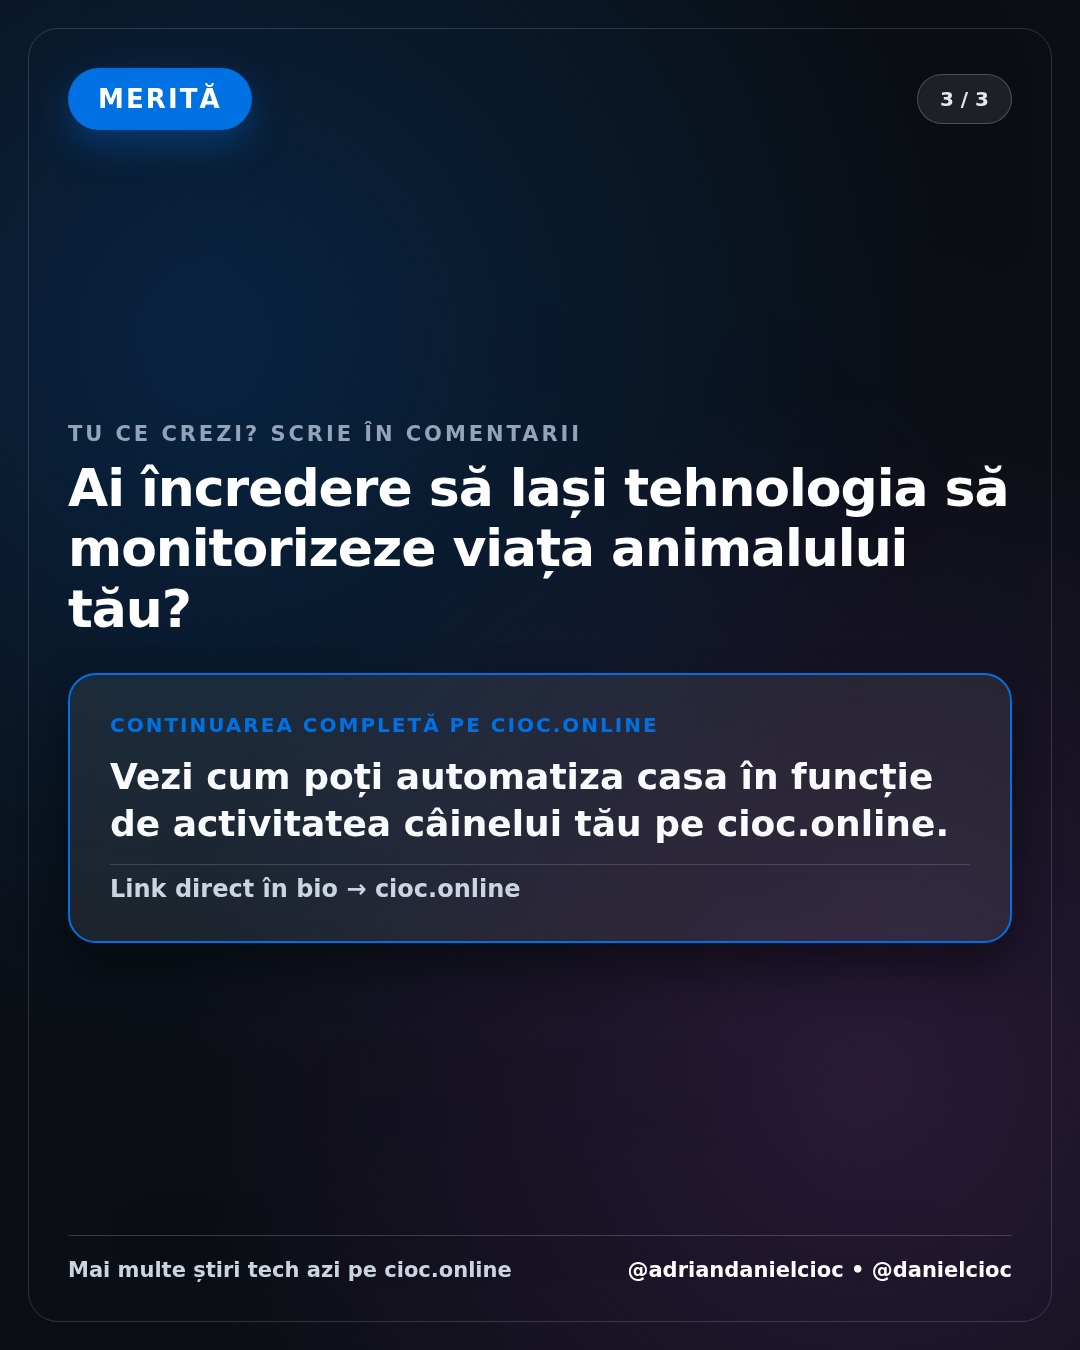 MERITĂ
3 / 3
TU CE CREZI? SCRIE ÎN COMENTARII
Ai încredere să lași tehnologia să
monitorizeze viața animalului
tău?
CONTINUAREA COMPLETĂ PE CIOC.ONLINE
Vezi cum poți automatiza casa în funcție
de activitatea câinelui tău pe cioc.online.
Link direct în bio → cioc.online
Mai multe știri tech azi pe cioc.online
@adriandanielcioc • @danielcioc